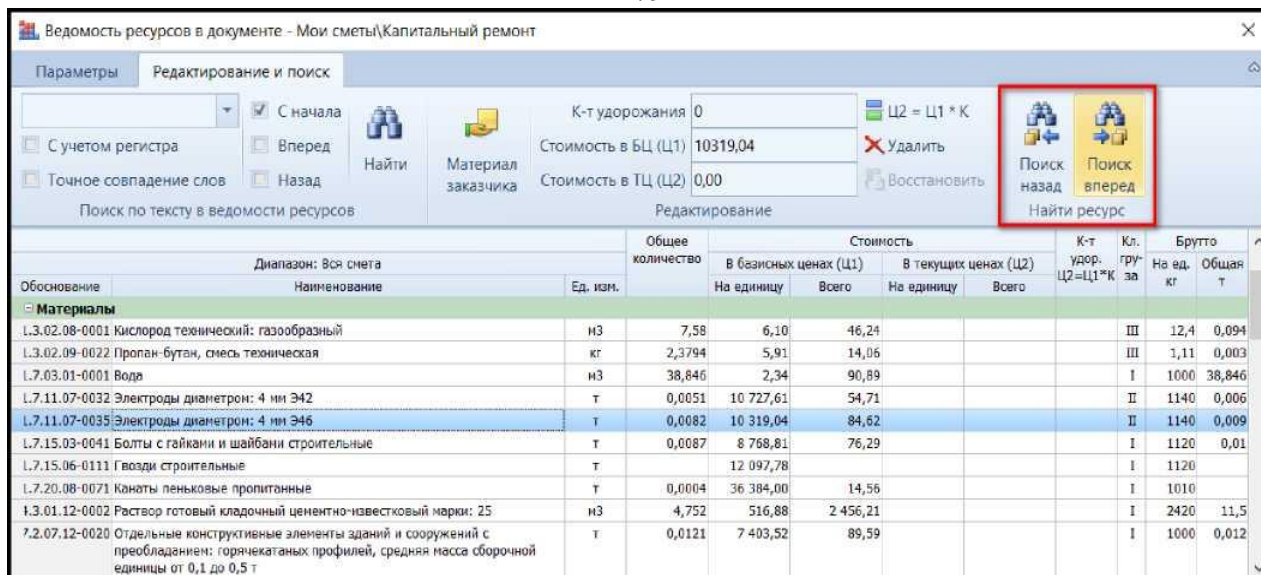 Ведомость ресурсов в документе - Мои сметы\Капитальный ремонт
Параметры Редактирование и поиск
С начала К-т удорожания 0 Ц2 = Ц1 * К
С учетом регистра Вперед Найти Материал заказчика Стоимость в БЦ (Ц1) 10319,04 Удалить Поиск назад Поиск вперед
Точное совпадение слов Назад Стоимость в ТЦ (Ц2) 0,00 Восстановить
Поиск по тексту в ведомости ресурсов Редактирование Найти ресурс
Общее количество Стоимость К-т удор. Ц2=Ц1*К Кл. гру-за Брутто
Диапазон: Вся смета В базисных ценах (Ц1) В текущих ценах (Ц2) На ед. кг Общая т
Обоснование Наименование Ед. изм. На единицу Всего На единицу Всего
Материалы
1.3.02.08-0001 Кислород технический: газообразный м3 7,58 6,10 46,24 III 12,4 0,094
1.3.02.09-0022 Пропан-бутан, смесь техническая кг 2,3794 5,91 14,06 III 1,11 0,003
1.7.03.01-0001 Вода м3 38,846 2,34 90,89 I 1000 38,846
1.7.11.07-0032 Электроды диаметром: 4 мм Э42 т 0,0051 10 727,61 54,71 II 1140 0,006
1.7.11.07-0035 Электроды диаметром: 4 мм Э46 т 0,0082 10 319,04 84,62 II 1140 0,009
1.7.15.03-0041 Болты с гайками и шайбами строительные т 0,0087 8 768,81 76,29 I 1120 0,01
1.7.15.06-0111 Гвозди строительные т 12 097,78 I 1120
1.7.20.08-0071 Канаты пеньковые пропитанные т 0,0004 36 384,00 14,56 I 1010
4.3.01.12-0002 Раствор готовый кладочный цементно-известковый марки: 25 м3 4,752 516,88 2 456,21 I 2420 11,5
7.2.07.12-0020 Отдельные конструктивные элементы зданий и сооружений с т 0,0121 7 403,52 89,59 I 1000 0,012
преобладанием: горячекатаных профилей, средняя масса сборочной
единицы от 0,1 до 0,5 т